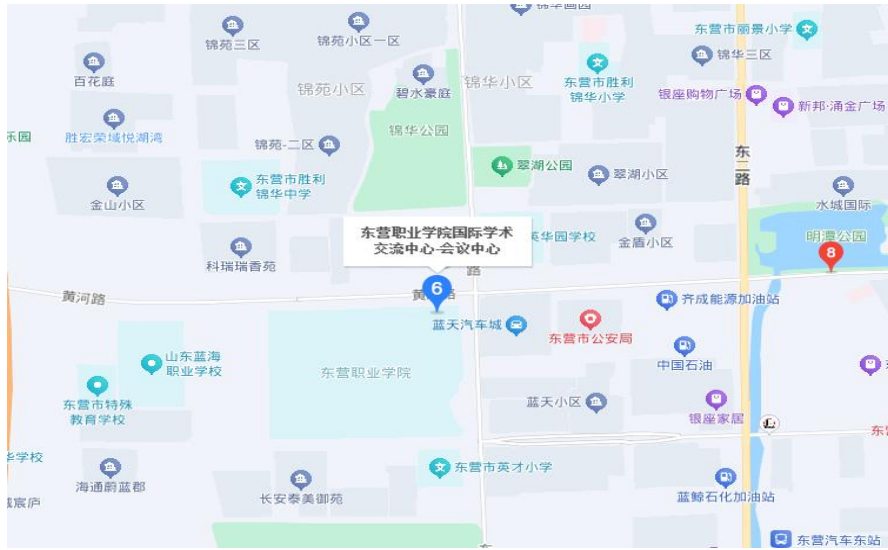 锦华画园
东营市丽景小学
锦苑三区
锦苑小区一区
锦华三区
百花庭
锦苑小区
碧水豪庭
锦华小区
东营市胜利
锦华小学
银座购物广场
新邦·涌金广场
乐园
胜宏荣域悦湖湾
锦华公园
锦苑-二区
东二路
翠湖公园
翠湖小区
东营市胜利
锦华中学
金山小区
水城国际
东营职业学院国际学术
交流中心-会议中心
英华园学校
金盾小区
明潭公园
8
科瑞瑞香苑
路
6
黄河路
黄河路
齐成能源加油站
蓝天汽车城
东营市公安局
山东蓝海
职业学校
东营职业学院
中国石油
东营市特殊
教育学校
蓝天小区
银座家居
东营
华学校
东营市英才小学
海通蔚蓝郡
长安泰美御苑
蓝鲸石化加油站
宸庐
东营汽车东站
东